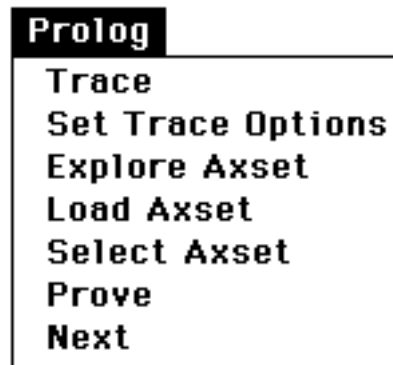 Prolog
Trace
Set Trace Options
Explore Axset
Load Axset
Select Axset
Prove
Next